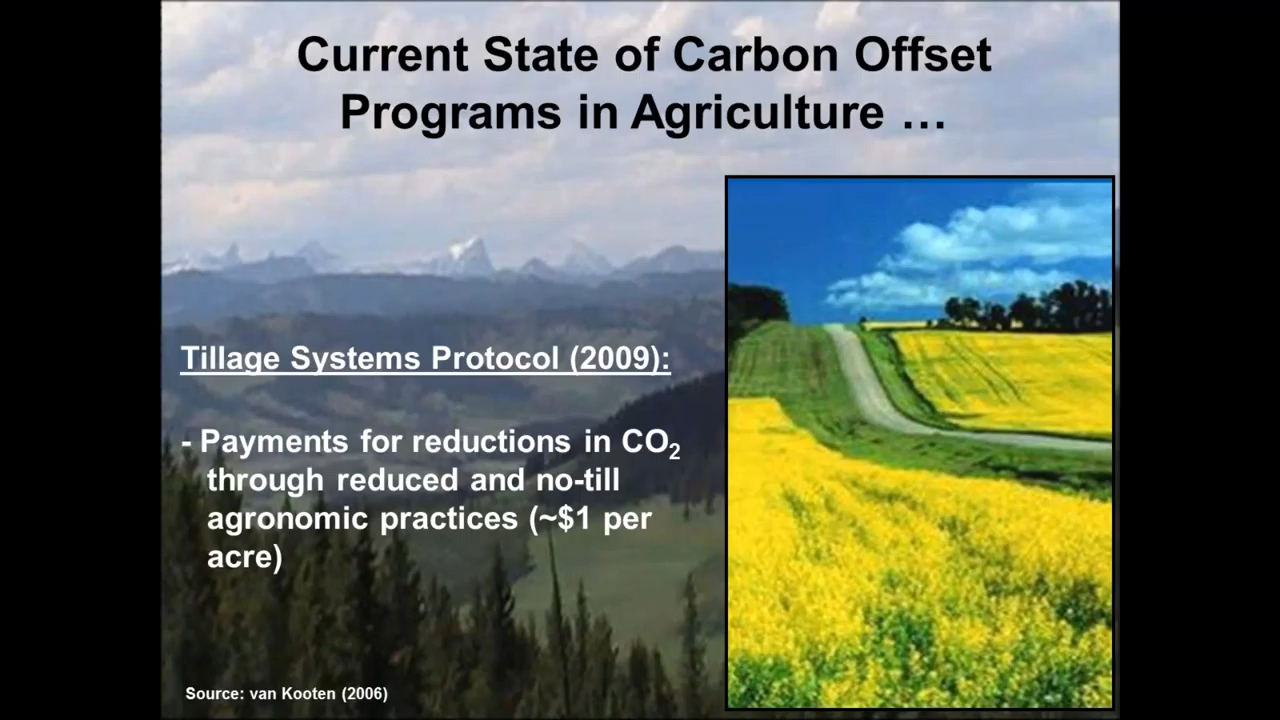 Current State of Carbon Offset
Programs in Agriculture …
Tillage Systems Protocol (2009):
- Payments for reductions in CO₂
through reduced and no-till
agronomic practices (~$1 per
acre)
Source: van Kooten (2006)